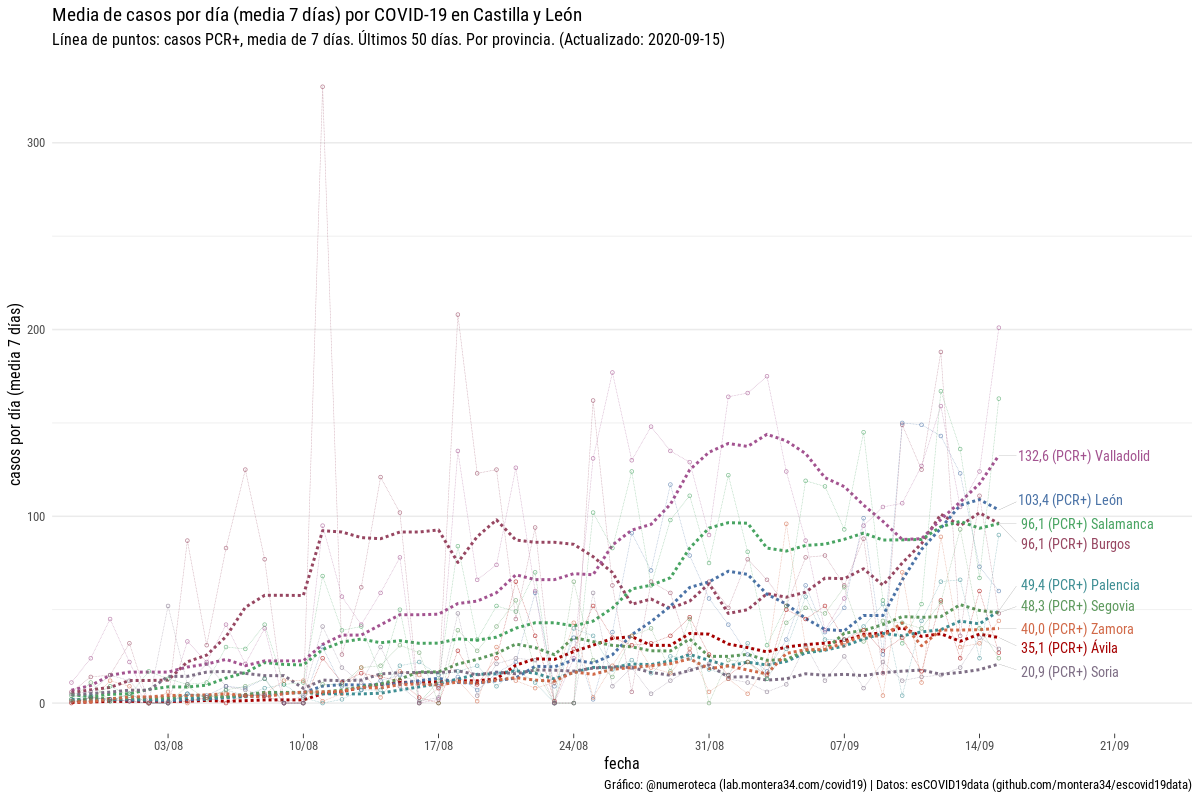 Media de casos por día (media 7 días) por COVID-19 en Castilla y León
Línea de puntos: casos PCR+, media de 7 días. Últimos 50 días. Por provincia. (Actualizado: 2020-09-15)
casos por día (media 7 días)
300
200
100
0
132,6 (PCR+) Valladolid
103,4 (PCR+) León
96,1 (PCR+) Salamanca
96,1 (PCR+) Burgos
49,4 (PCR+) Palencia
48,3 (PCR+) Segovia
40,0 (PCR+) Zamora
35,1 (PCR+) Ávila
20,9 (PCR+) Soria
03/08
10/08
17/08
24/08
31/08
07/09
14/09
21/09
fecha
Gráfico: @numeroteca (lab.montera34.com/covid19) | Datos: esCOVID19data (github.com/montera34/escovid19data)